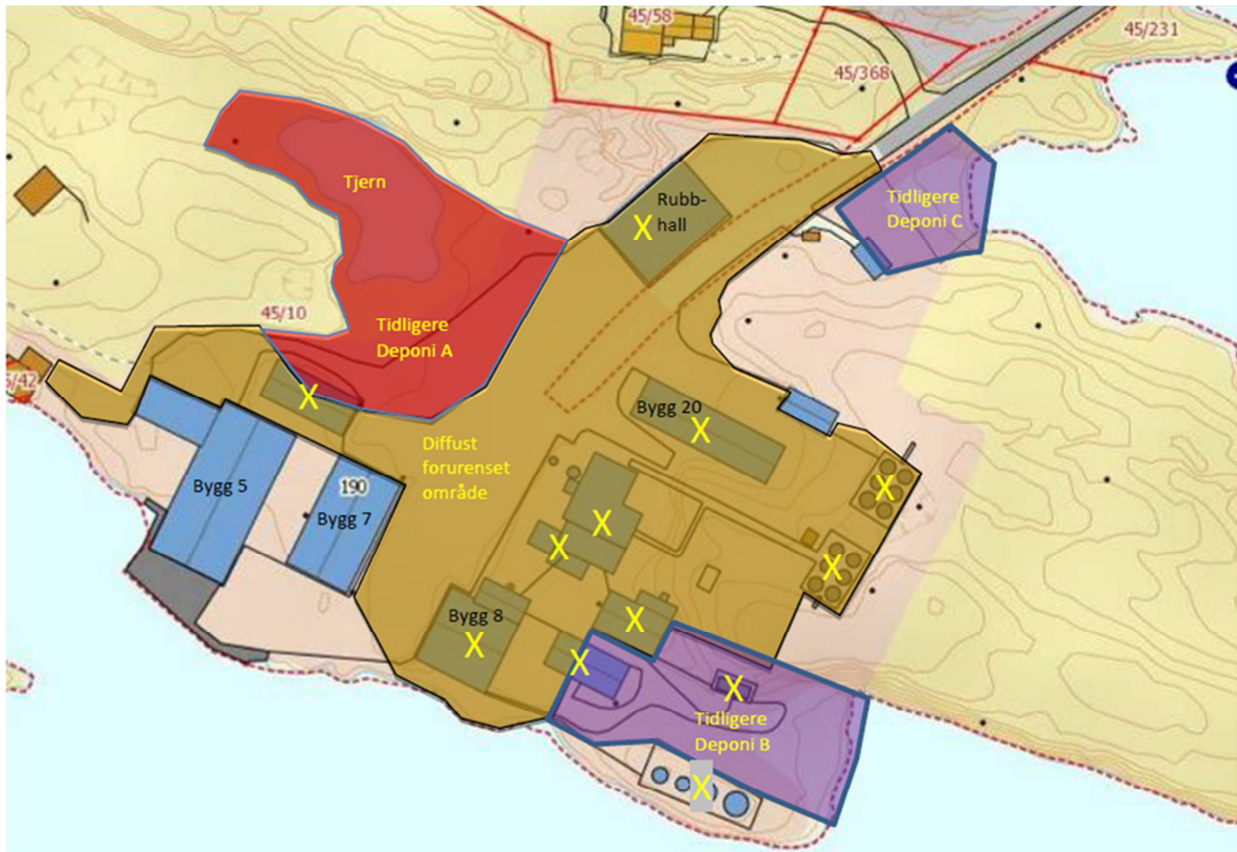 45/58
45/231
45/368
Tjern
Rubb-
hall
Tidligere
Deponi C
45/10
Tidligere
Deponi A
5/42
X
X
Bygg 20
X
Diffust
forurenset
område
Bygg 5
190
Bygg 7
X
X
X
X
Bygg 8
X
X
X
X
Tidligere
Deponi B
X